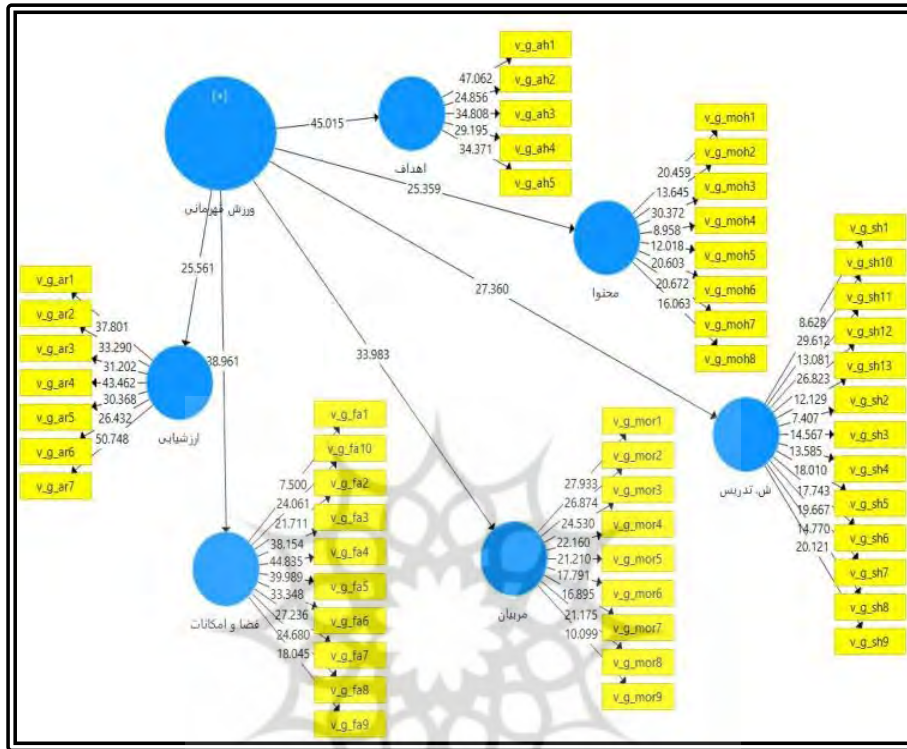 v_g_ah1
v_g_ah2
v_g_ah3
v_g_ah4
v_g_ah5
47.062
24.856
34.808
29.195
34.371
اهداف
[+]
ورزش قهرمانی
45.015
25.359
27.360
33.983
38.961
25.561
v_g_moh1
v_g_moh2
v_g_moh3
v_g_moh4
v_g_moh5
v_g_moh6
v_g_moh7
v_g_moh8
20.459
13.645
30.372
8.958
12.018
20.603
20.672
16.063
محتوا
v_g_sh1
v_g_sh10
v_g_sh11
v_g_sh12
v_g_sh13
v_g_sh2
v_g_sh3
v_g_sh4
v_g_sh5
v_g_sh6
v_g_sh7
v_g_sh8
v_g_sh9
8.628
29.612
13.081
26.823
12.129
7.407
14.567
13.585
18.010
17.743
19.667
14.770
20.121
ش. تدریس
v_g_ar1
v_g_ar2
v_g_ar3
v_g_ar4
v_g_ar5
v_g_ar6
v_g_ar7
37.801
33.290
31.202
43.462
30.368
26.432
50.748
ارزشیابی
v_g_fa1
v_g_fa10
v_g_fa2
v_g_fa3
v_g_fa4
v_g_fa5
v_g_fa6
v_g_fa7
v_g_fa8
v_g_fa9
7.500
24.061
21.711
38.154
44.835
39.989
33.348
27.236
24.680
18.045
فضا و امکانات
v_g_mor1
v_g_mor2
v_g_mor3
v_g_mor4
v_g_mor5
v_g_mor6
v_g_mor7
v_g_mor8
v_g_mor9
27.933
26.874
24.530
22.160
21.210
17.791
16.895
21.175
10.099
مربیان